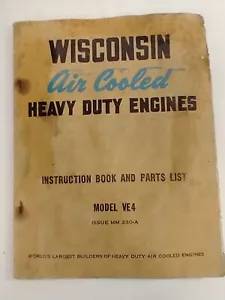 WISCONSIN
Air Cooled
HEAVY DUTY ENGINES
INSTRUCTION BOOK AND PARTS LIST
MODEL VE4
ISSUE MM 230-A
WORLD'S LARGEST BUILDERS OF HEAVY DUTY AIR COOLED ENGINES